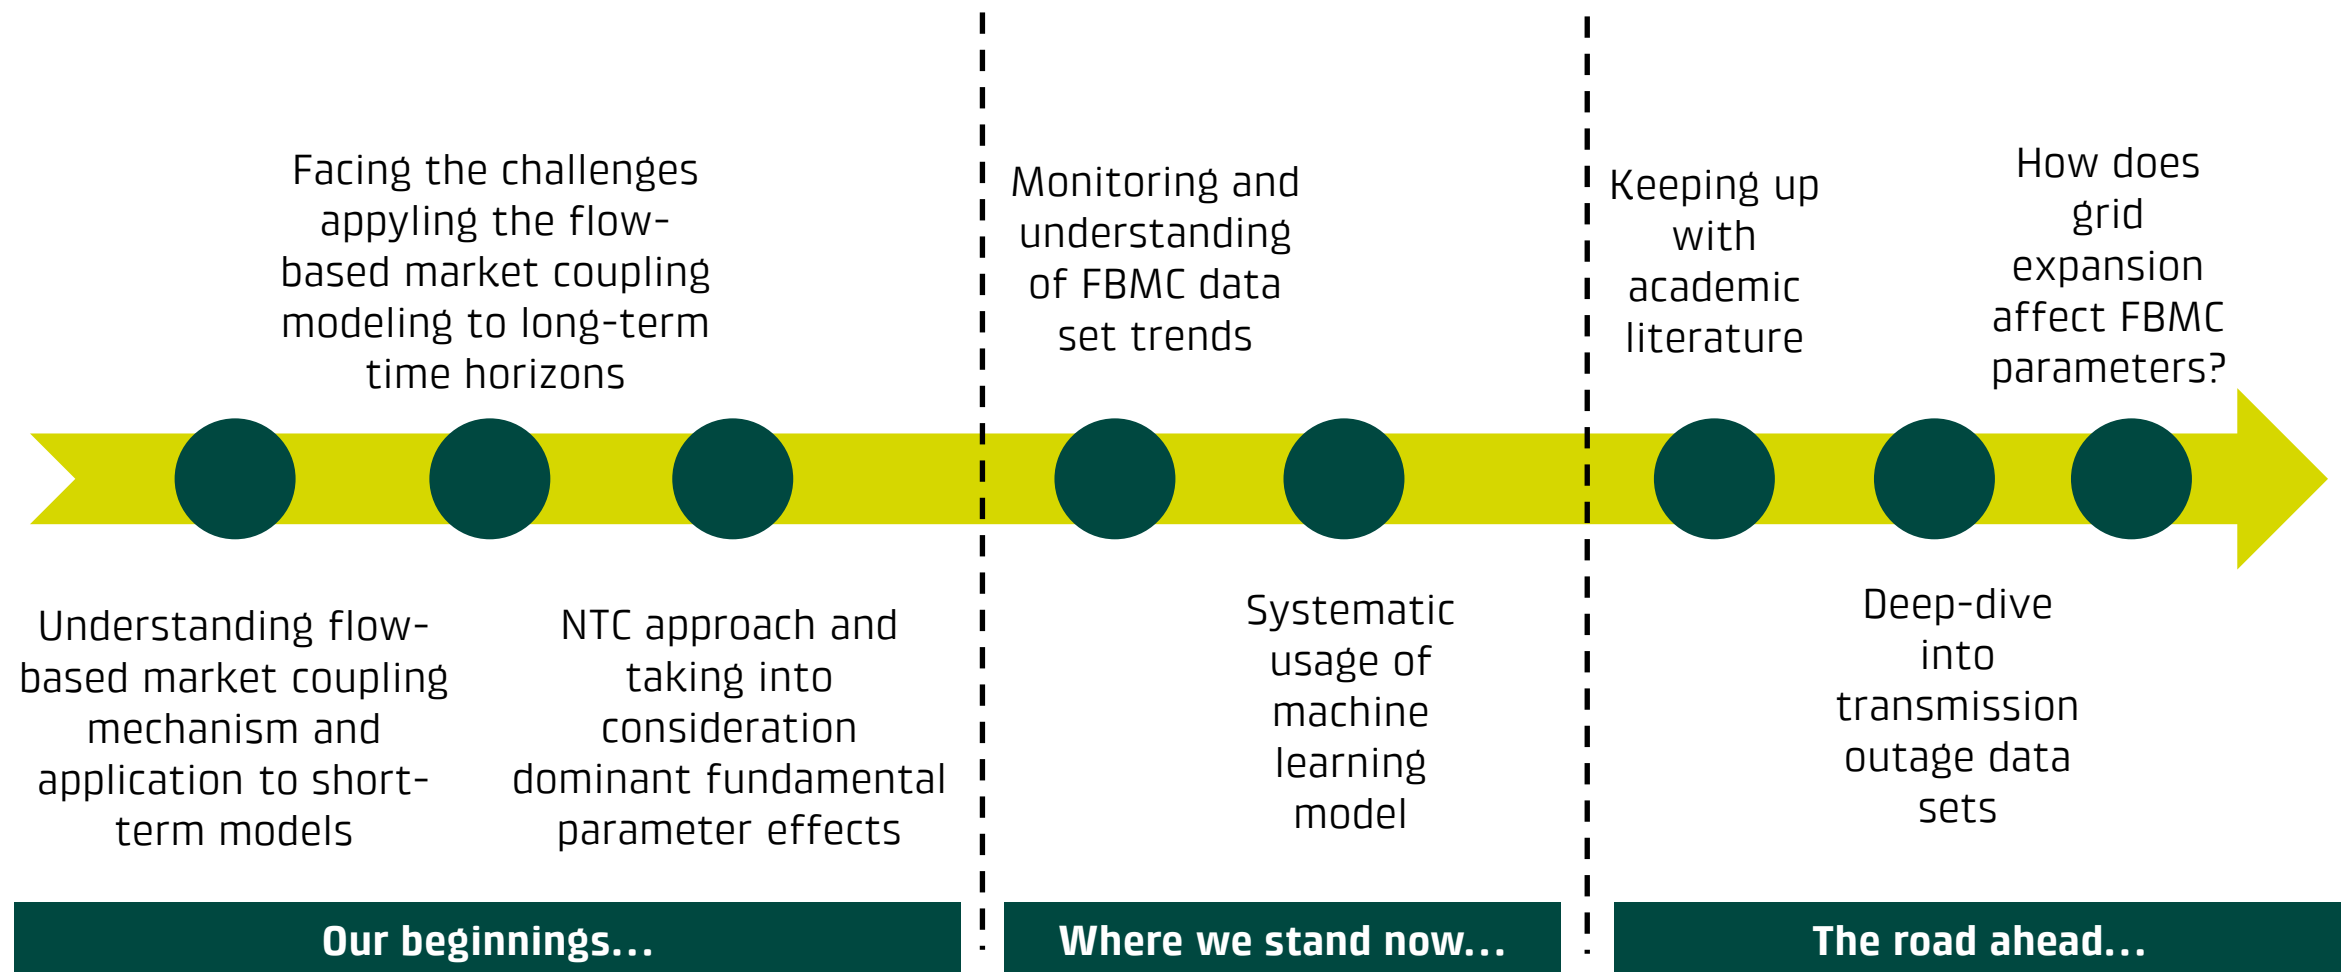 Facing the challenges
appyling the flow-
based market coupling
modeling to long-term
time horizons
Understanding flow-
based market coupling
mechanism and
application to short-
term models
NTC approach and
taking into
consideration
dominant fundamental
parameter effects
Our beginnings...
Monitoring and
understanding
of FBMC data
set trends
Systematic
usage of
machine
learning
model
Where we stand now...
Keeping up
with
academic
literature
How does
grid
expansion
affect FBMC
parameters?
Deep-dive
into
transmission
outage data
sets
The road ahead...